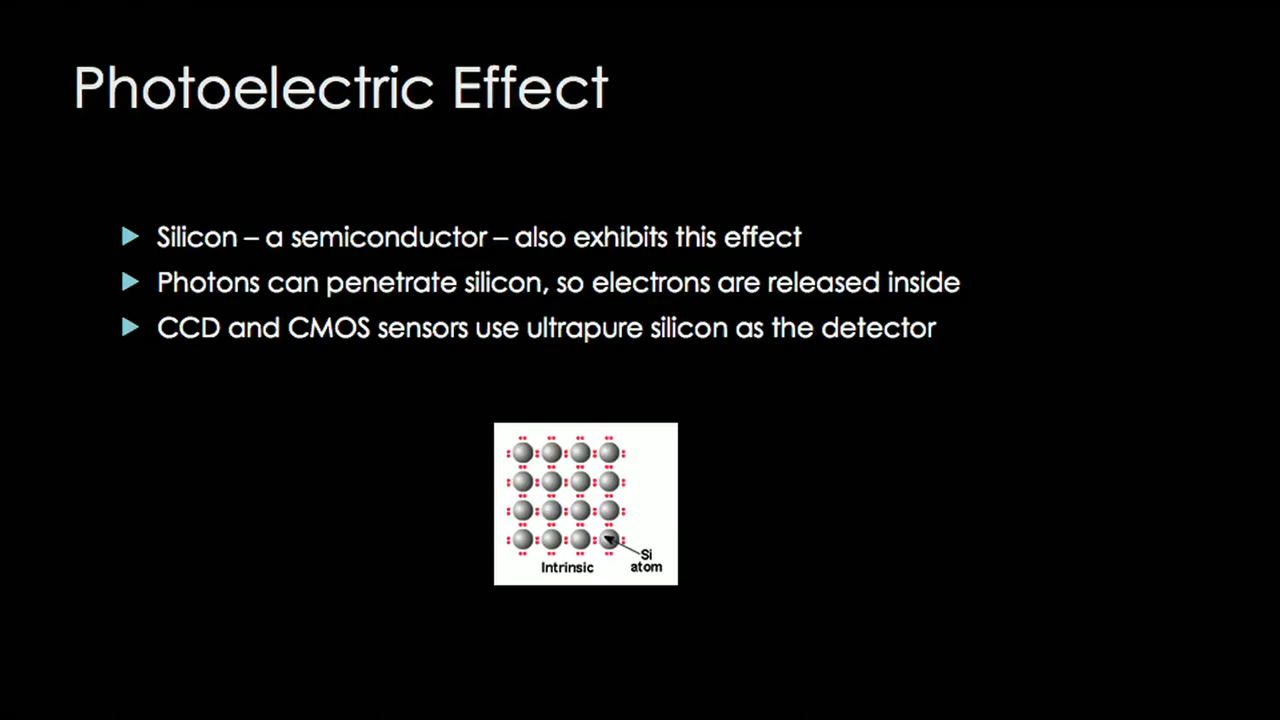 Photoelectric Effect
Silicon – a semiconductor – also exhibits this effect
Photons can penetrate silicon, so electrons are released inside
CCD and CMOS sensors use ultrapure silicon as the detector
Si
Intrinsic atom